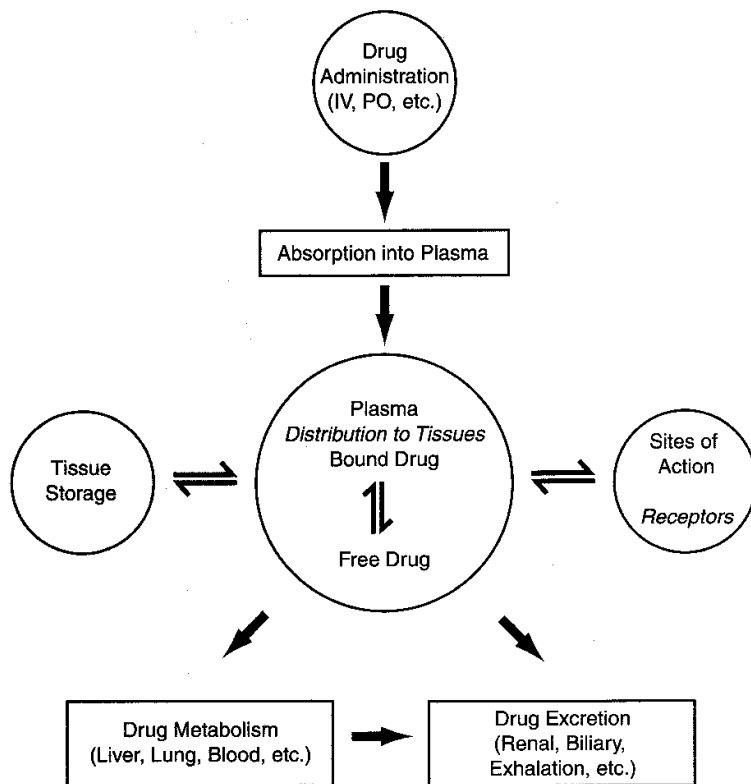 Drug
Administration
(IV, PO, etc.)
Absorption into Plasma
Plasma
Distribution to Tissues
Bound Drug
Free Drug
Tissue
Storage
Sites of
Action
Receptors
Drug Metabolism
(Liver, Lung, Blood, etc.)
Drug Excretion
(Renal, Biliary,
Exhalation, etc.)